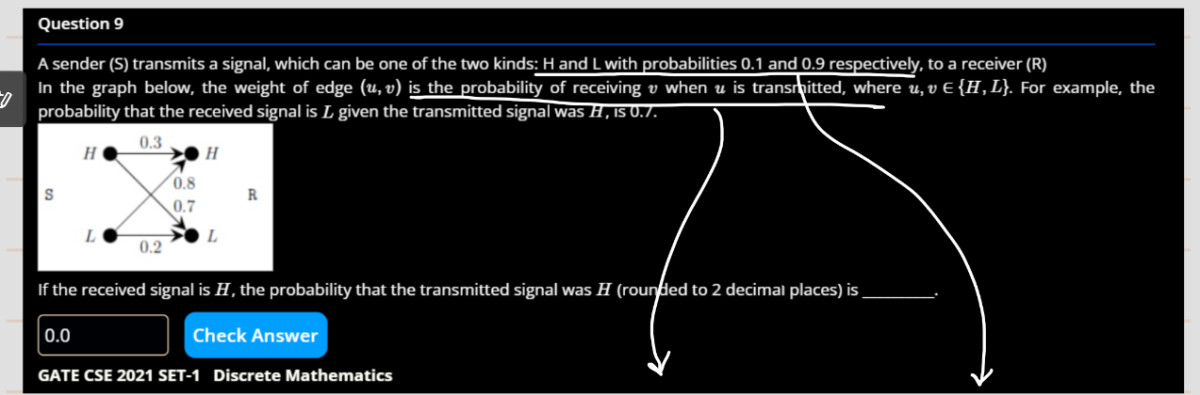 Question 9
A sender (S) transmits a signal, which can be one of the two kinds: H and L with probabilities 0.1 and 0.9 respectively, to a receiver (R)
In the graph below, the weight of edge (u, v) is the probability of receiving v when u is transmitted, where u, v ∈ {H, L}. For example, the
probability that the received signal is L given the transmitted signal was H, is 0.7.
0.3
H H
0.8
S R
0.7
L L
0.2
If the received signal is H, the probability that the transmitted signal was H (rounded to 2 decimal places) is ________.
0.0 Check Answer
GATE CSE 2021 SET-1 Discrete Mathematics